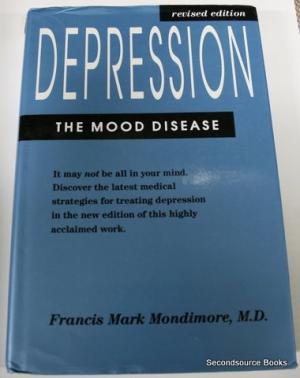 revised edition
DEPRESSION
THE MOOD DISEASE
It may not be all in your mind.
Discover the latest medical
strategies for treating depression
in the new edition of this highly
acclaimed work.
Francis Mark Mondimore, M.D.
Secondsource Books